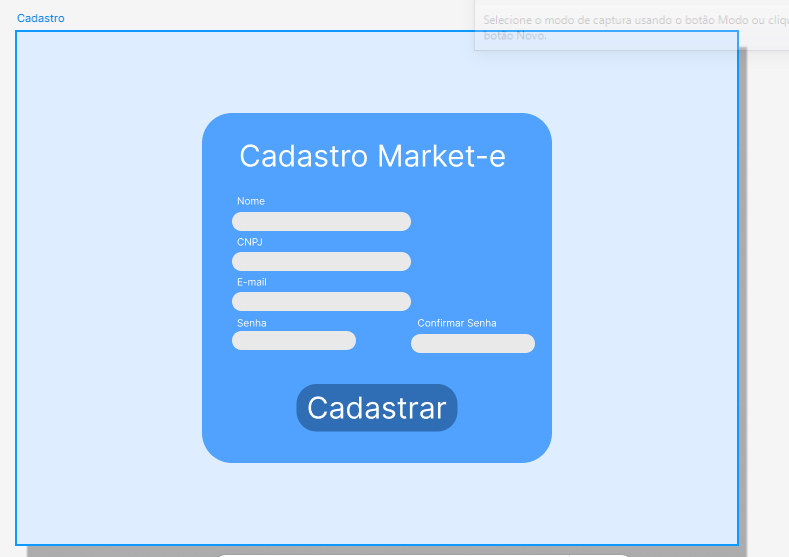 Cadastro
Selecione o modo de captura usando o botão Modo ou
botão Novo.
Cadastro Market-e
Nome
CNPJ
E-mail
Senha
Confirmar Senha
Cadastrar